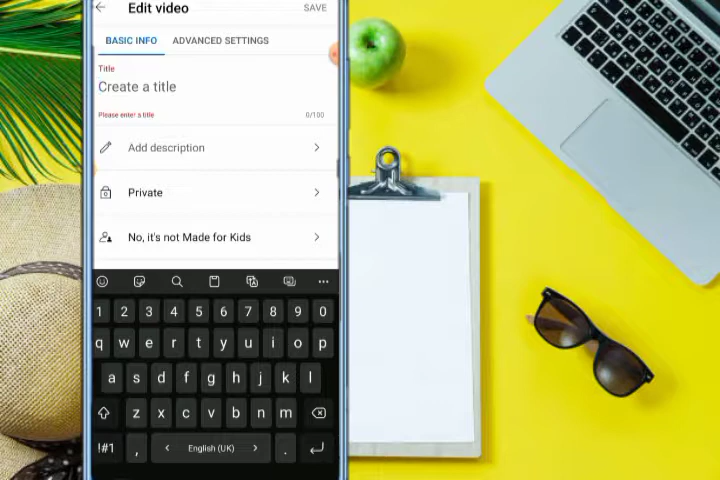 Edit video
SAVE
BASIC INFO
ADVANCED SETTINGS
Title
Create a title
Please enter a title
0/100
Add description
Private
No, it's not Made for Kids
1 2 3 4 5 6 7 8 9 0
q w e r t y u i o p
a s d f g h j k l
z x c v b n m
!#1 , English (UK) .